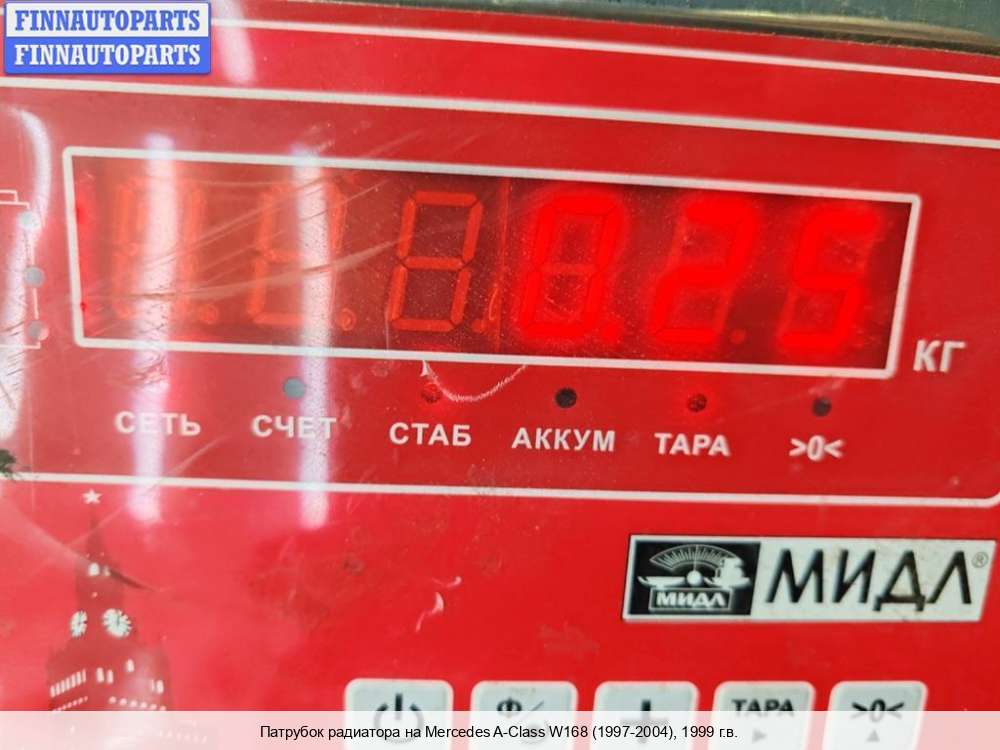 FINNAUTOPARTS
FINNAUTOPARTS
0.25
КГ
СЕТЬ СЧЕТ СТАБ АККУМ ТАРА >0<
МИДЛ МИДЛ®
Ф/ + ТАРА >0<
Патрубок радиатора на Mercedes A-Class W168 (1997-2004), 1999 г.в.